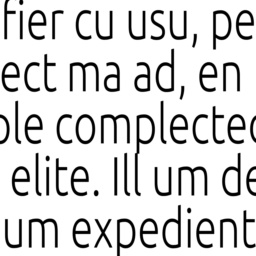 fier cu usu, pe
ect ma ad, en
ole complected
elite. Ill um de
um expedient